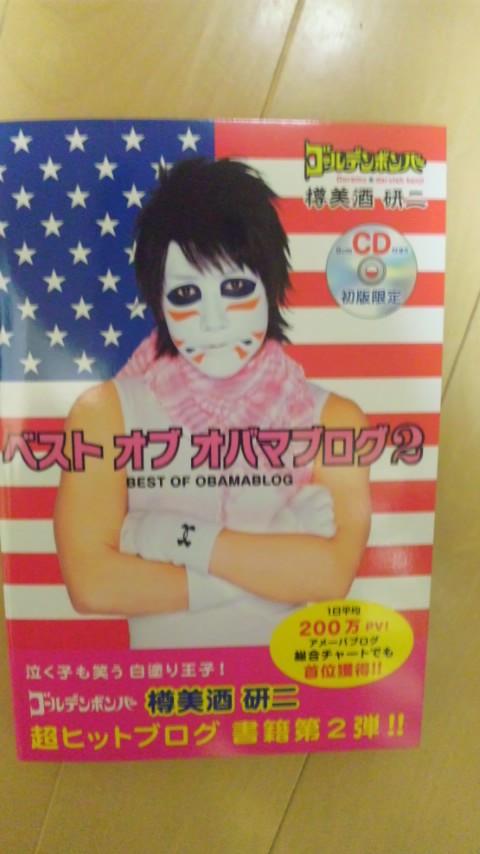 ゴールデンボンバー
樽美酒 研二
CD
初版限定
ベスト オブ オバマブログ2
BEST OF OBAMABLOG
1日平均
200万PV!
アメーバブログ
総合チャートでも
首位獲得!!
泣く子も笑う 白塗り王子!
ゴールデンボンバー 樽美酒 研二
超ヒットブログ 書籍第2弾!!